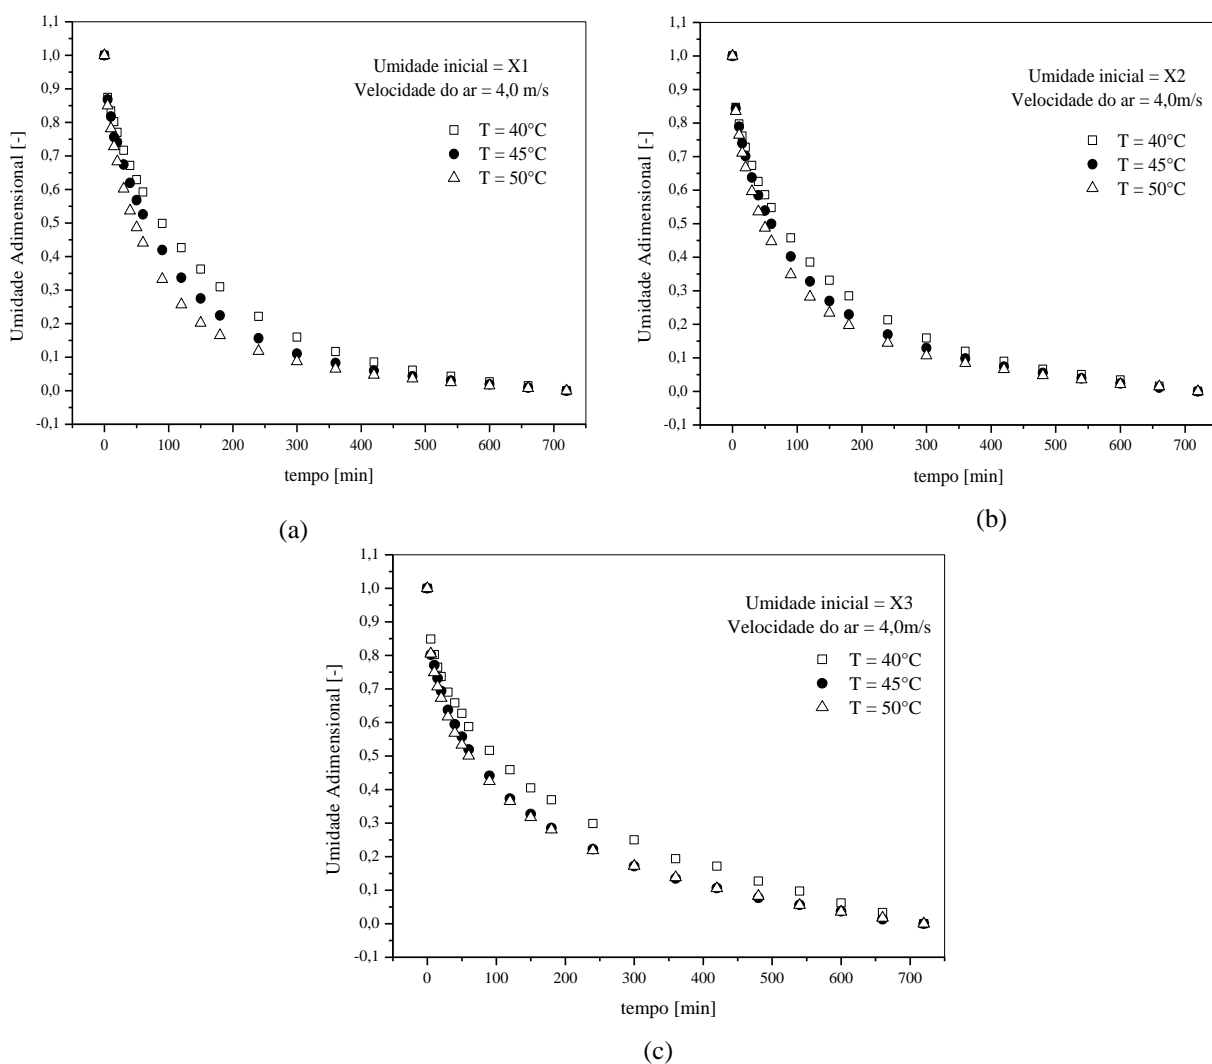 1,1
1,0
0,9
0,8
0,7
0,6
0,5
0,4
0,3
0,2
0,1
0,0
-0,1
Umidade Adimensional [-]
Umidade inicial = X1
Velocidade do ar = 4,0 m/s
T = 40°C
T = 45°C
T = 50°C
0 100 200 300 400 500 600 700
tempo [min]
(a)
1,1
1,0
0,9
0,8
0,7
0,6
0,5
0,4
0,3
0,2
0,1
0,0
-0,1
Umidade Adimensional [-]
Umidade inicial = X2
Velocidade do ar = 4,0m/s
T = 40°C
T = 45°C
T = 50°C
0 100 200 300 400 500 600 700
tempo [min]
(b)
1,1
1,0
0,9
0,8
0,7
0,6
0,5
0,4
0,3
0,2
0,1
0,0
-0,1
Umidade Adimensional [-]
Umidade inicial = X3
Velocidade do ar = 4,0m/s
T = 40°C
T = 45°C
T = 50°C
0 100 200 300 400 500 600 700
tempo [min]
(c)